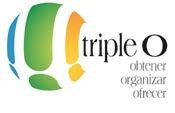 triple O
obtener
organizar
ofrecer